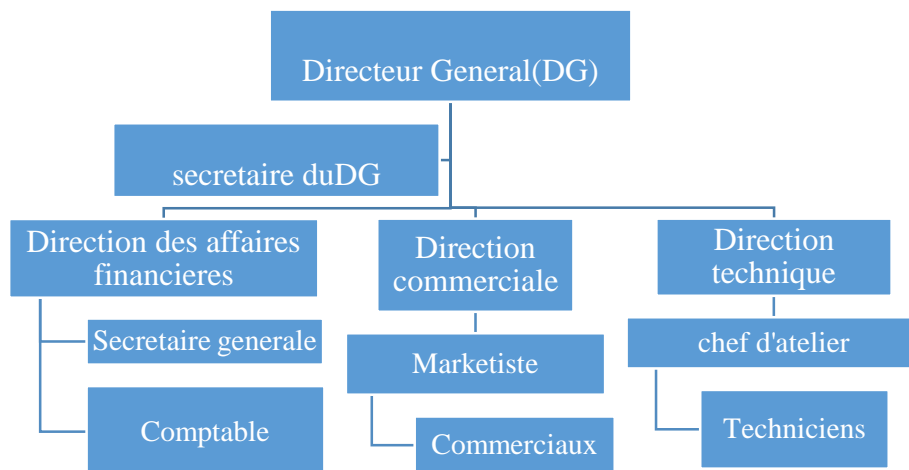 Directeur General(DG)
secretaire duDG
Direction des affaires
financieres
Direction
commerciale
Direction
technique
Secretaire generale
Marketiste
chef d'atelier
Comptable
Commerciaux
Techniciens